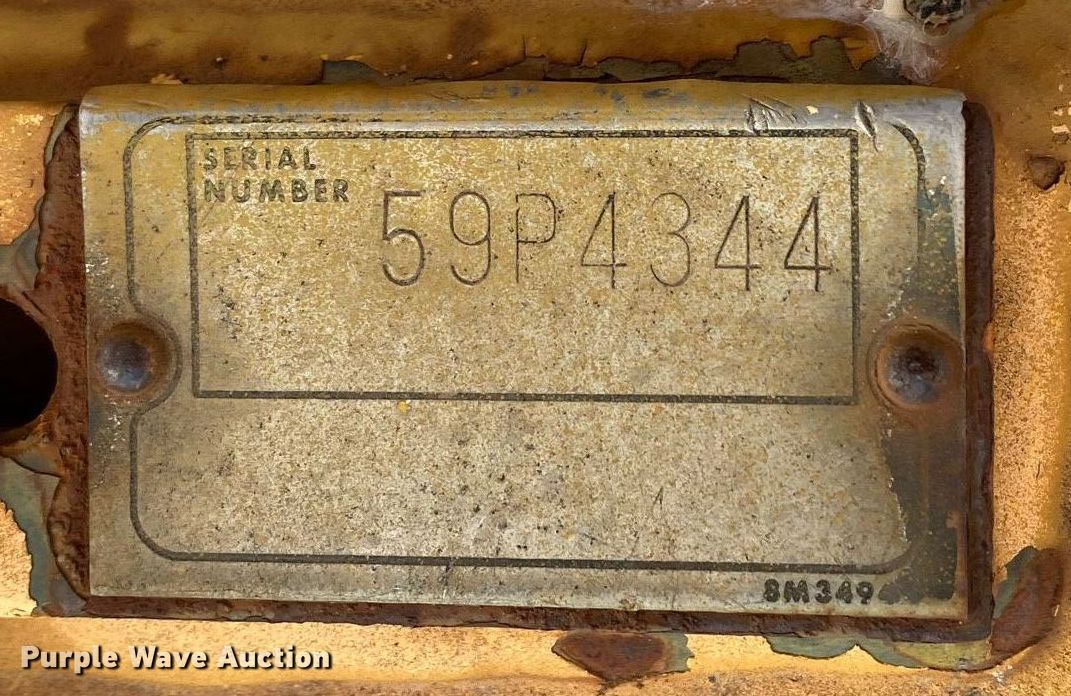 SERIAL
NUMBER
59P4344
8M349
Purple Wave Auction